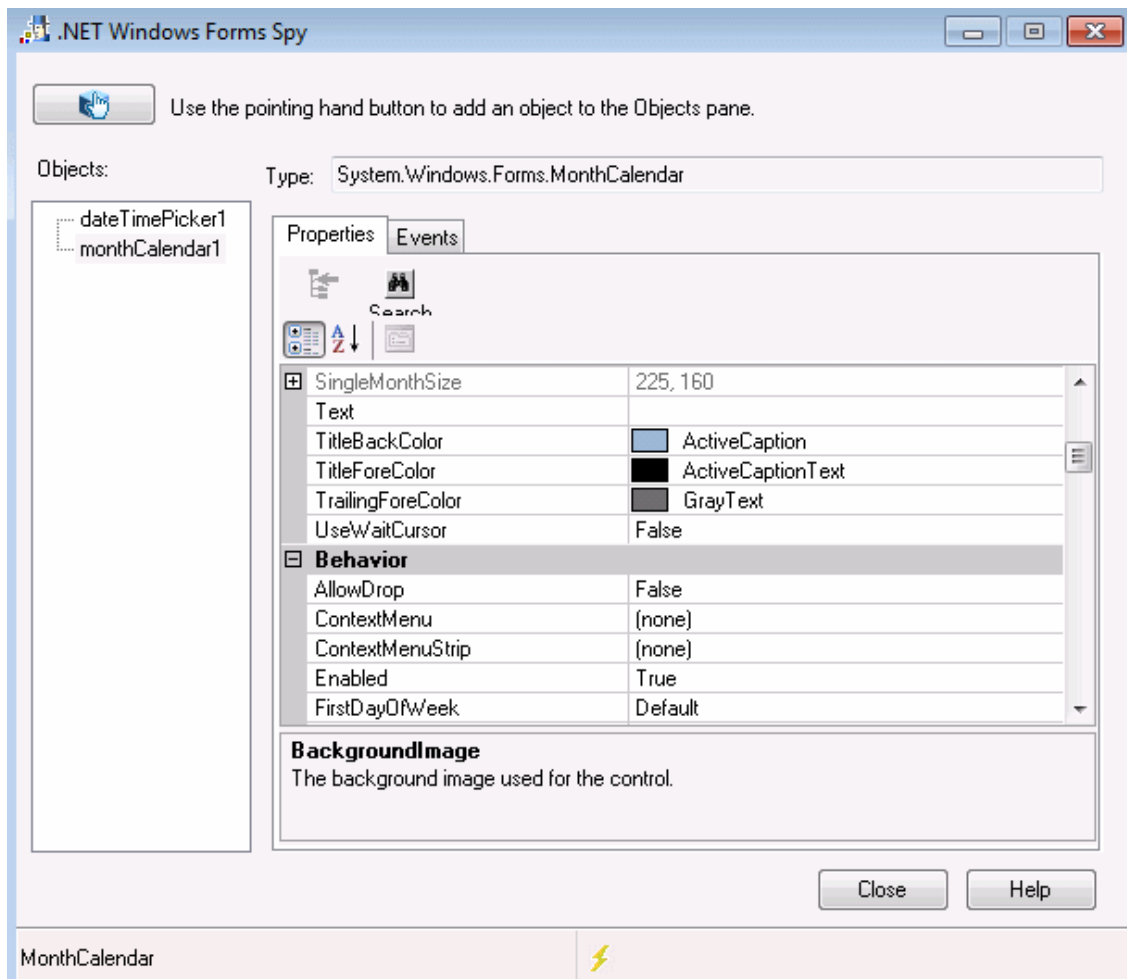 .NET Windows Forms Spy
Use the pointing hand button to add an object to the Objects pane.
Objects:
Type: System.Windows.Forms.MonthCalendar
dateTimePicker1
monthCalendar1
Properties Events
Search
A
Z
SingleMonthSize 225, 160
Text
TitleBackColor ActiveCaption
TitleForeColor ActiveCaptionText
TrailingForeColor GrayText
UseWaitCursor False
Behavior
AllowDrop False
ContextMenu (none)
ContextMenuStrip (none)
Enabled True
FirstDayOfWeek Default
BackgroundImage
The background image used for the control.
Close Help
MonthCalendar